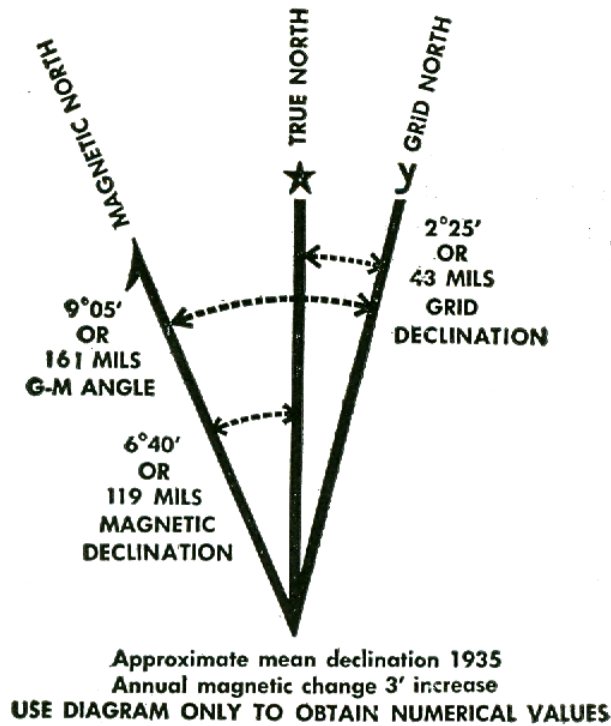 MAGNETIC NORTH
TRUE NORTH
GRID NORTH
2°25'
OR
43 MILS
GRID
DECLINATION
9°05'
OR
161 MILS
G-M ANGLE
6°40'
OR
119 MILS
MAGNETIC
DECLINATION
Approximate mean declination 1935
Annual magnetic change 3' increase
USE DIAGRAM ONLY TO OBTAIN NUMERICAL VALUES